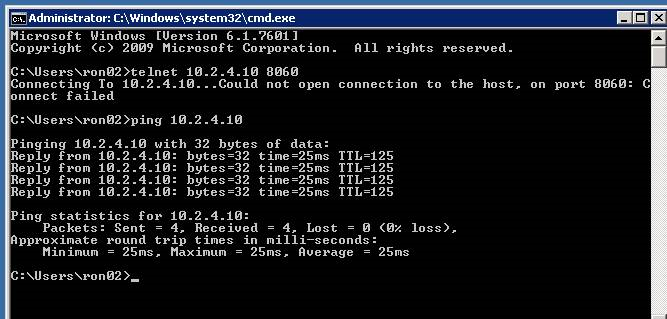 Administrator: C:\Windows\system32\cmd.exe
Microsoft Windows [Version 6.1.7601]
Copyright (c) 2009 Microsoft Corporation.  All rights reserved.
C:\Users\ron02>telnet 10.2.4.10 8060
Connecting To 10.2.4.10...Could not open connection to the host, on port 8060: C
onnect failed
C:\Users\ron02>ping 10.2.4.10
Pinging 10.2.4.10 with 32 bytes of data:
Reply from 10.2.4.10: bytes=32 time=25ms TTL=125
Reply from 10.2.4.10: bytes=32 time=25ms TTL=125
Reply from 10.2.4.10: bytes=32 time=25ms TTL=125
Reply from 10.2.4.10: bytes=32 time=25ms TTL=125
Ping statistics for 10.2.4.10:
    Packets: Sent = 4, Received = 4, Lost = 0 (0% loss),
Approximate round trip times in milli-seconds:
    Minimum = 25ms, Maximum = 25ms, Average = 25ms
C:\Users\ron02>_